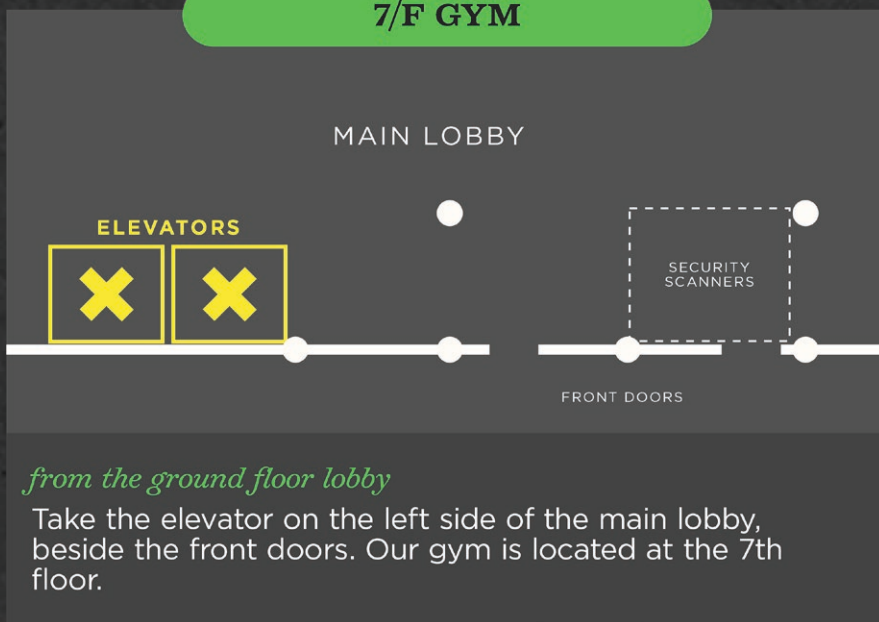 7/F GYM
MAIN LOBBY
ELEVATORS
SECURITY
SCANNERS
FRONT DOORS
from the ground floor lobby
Take the elevator on the left side of the main lobby,
beside the front doors. Our gym is located at the 7th
floor.